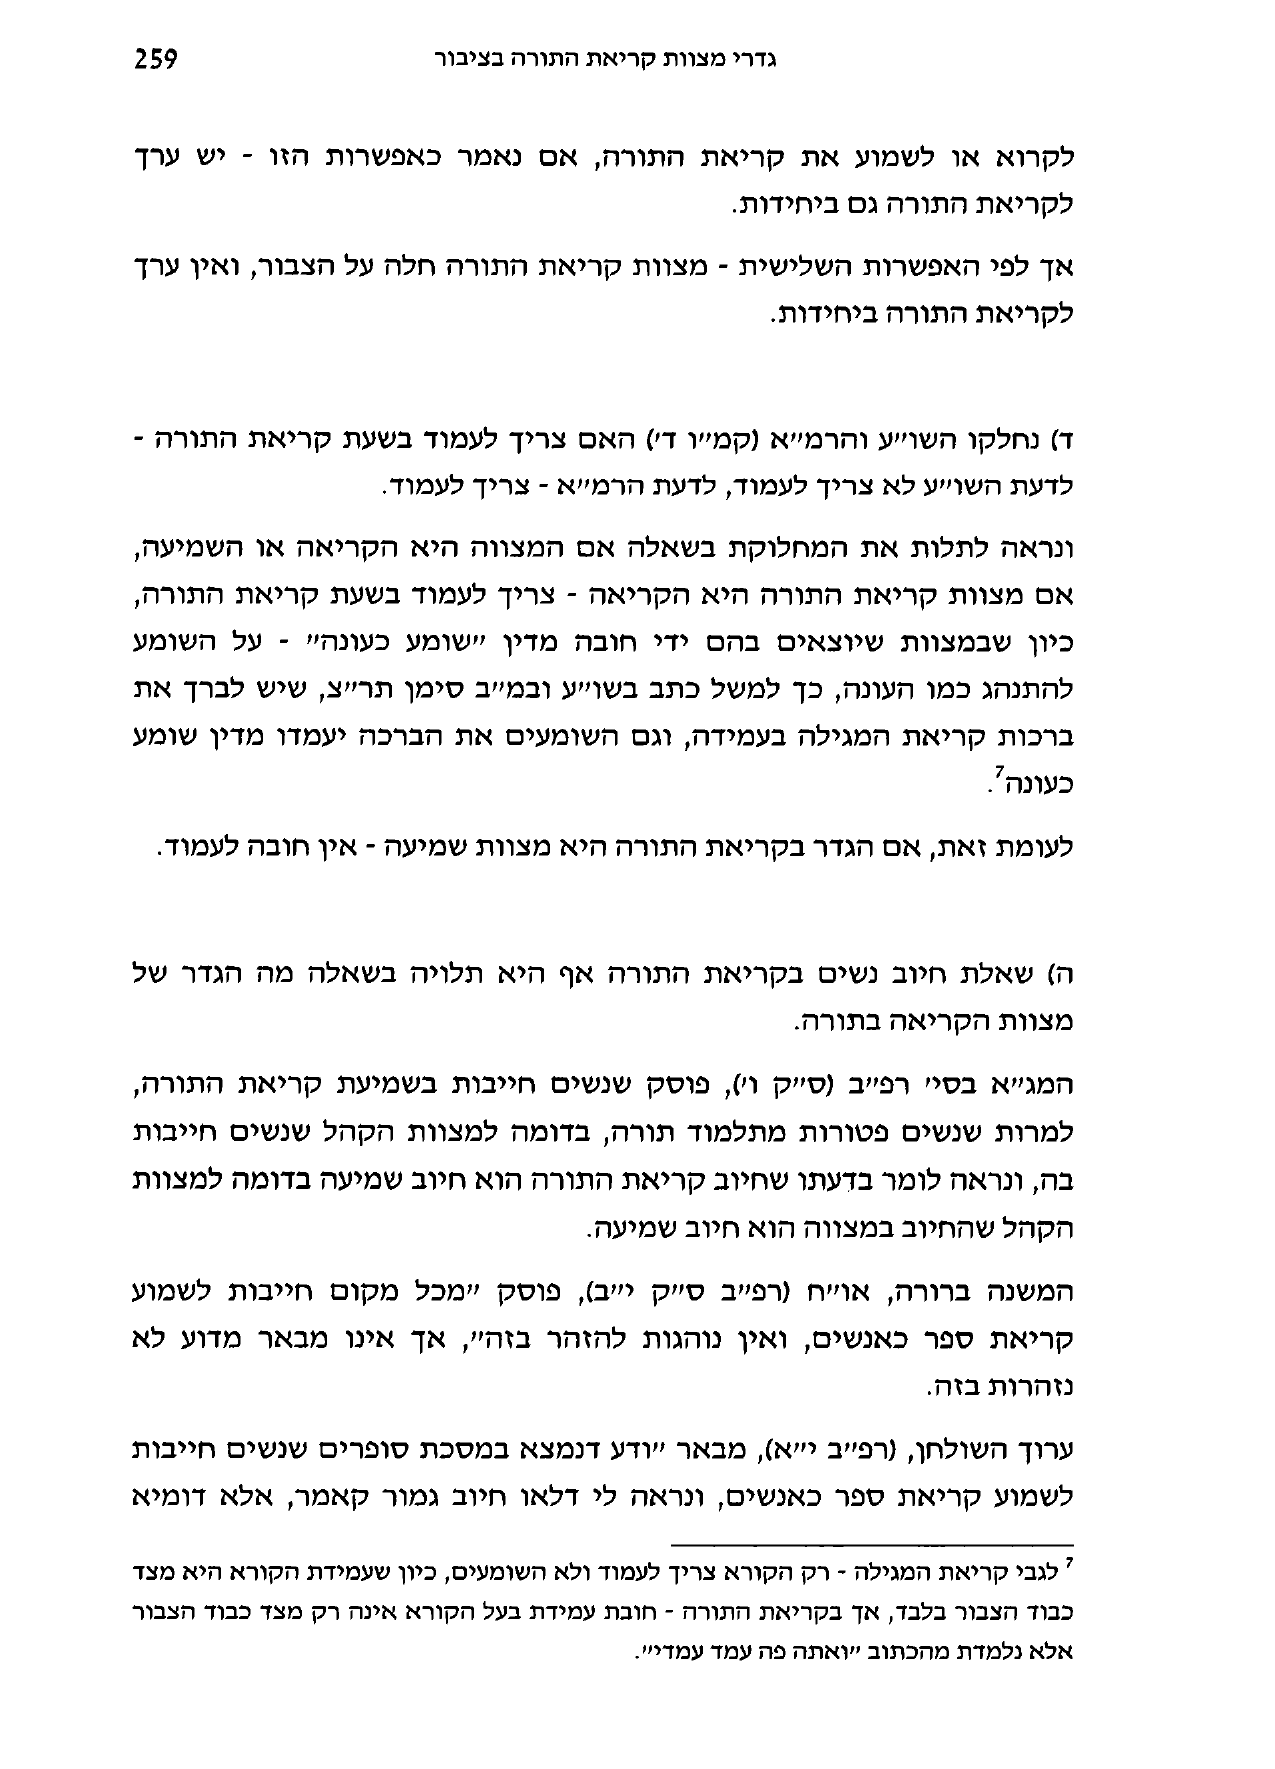 גדרי מצוות קריאת התורה בציבור 259
לקרוא או לשמוע את קריאת התורה, אם נאמר כאפשרות הזו - יש ערך
לקריאת התורה גם ביחידות.
אך לפי האפשרות השלישית - מצוות קריאת התורה חלה על הצבור, ואין ערך
לקריאת התורה ביחידות.
ד) נחלקו השו״ע והרמ״א (קמ״ו ד׳) האם צריך לעמוד בשעת קריאת התורה -
לדעת השו״ע לא צריך לעמוד, לדעת הרמ״א - צריך לעמוד.
ונראה לתלות את המחלוקת בשאלה אם המצווה היא הקריאה או השמיעה,
אם מצוות קריאת התורה היא הקריאה - צריך לעמוד בשעת קריאת התורה,
כיון שבמצוות שיוצאים בהם ידי חובה מדין ״שומע כעונה״ - על השומע
להתנהג כמו העונה, כך למשל כתב בשו״ע ובמ״ב סימן תר״צ, שיש לברך את
ברכות קריאת המגילה בעמידה, וגם השומעים את הברכה יעמדו מדין שומע
כעונה7.
לעומת זאת, אם הגדר בקריאת התורה היא מצוות שמיעה - אין חובה לעמוד.
ה) שאלת חיוב נשים בקריאת התורה אף היא תלויה בשאלה מה הגדר של
מצוות הקריאה בתורה.
המג״א בסי׳ רפ״ב (ס״ק ו׳), פוסק שנשים חייבות בשמיעת קריאת התורה,
למרות שנשים פטורות מתלמוד תורה, בדומה למצוות הקהל שנשים חייבות
בה, ונראה לומר בדעתו שחיוב קריאת התורה הוא חיוב שמיעה בדומה למצוות
הקהל שהחיוב במצווה הוא חיוב שמיעה.
המשנה ברורה, או״ח (רפ״ב ס״ק י״ב), פוסק ״מכל מקום חייבות לשמוע
קריאת ספר כאנשים, ואין נוהגות להזהר בזה״, אך אינו מבאר מדוע לא
נזהרות בזה.
ערוך השולחן, (רפ״ב י״א), מבאר ״ודע דנמצא במסכת סופרים שנשים חייבות
לשמוע קריאת ספר כאנשים, ונראה לי דלאו חיוב גמור קאמר, אלא דומיא
7 לגבי קריאת המגילה - רק הקורא צריך לעמוד ולא השומעים, כיון שעמידת הקורא היא מצד
כבוד הצבור בלבד, אך בקריאת התורה - חובת עמידת בעל הקורא אינה רק מצד כבוד הצבור
אלא נלמדת מהכתוב ״ואתה פה עמד עמדי״.